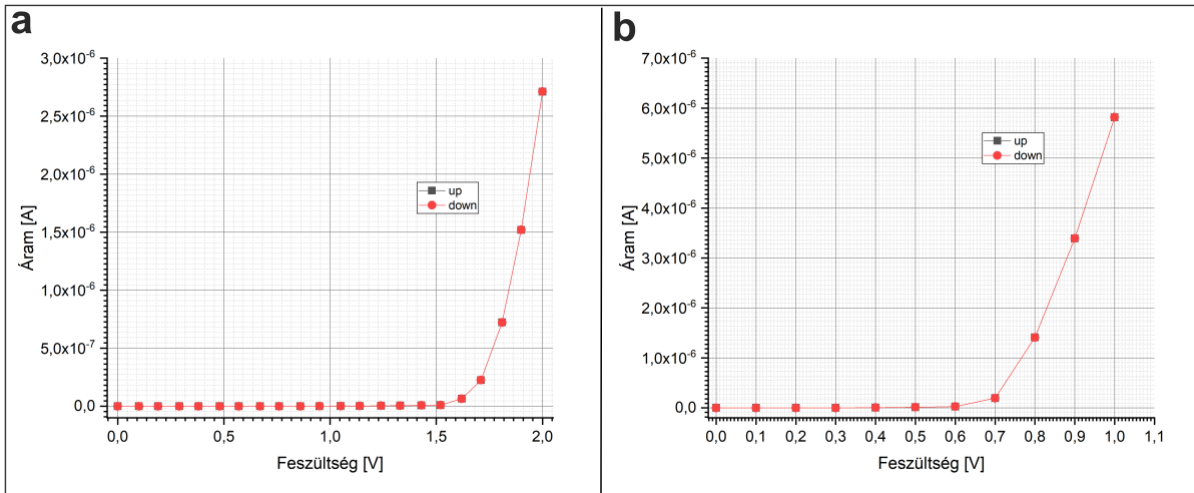 a
3,0x10⁻⁶
2,5x10⁻⁶
2,0x10⁻⁶
1,5x10⁻⁶
1,0x10⁻⁶
5,0x10⁻⁷
0,0
Áram [A]
up
down
0,0 0,5 1,0 1,5 2,0
Feszültség [V]
b
7,0x10⁻⁶
6,0x10⁻⁶
5,0x10⁻⁶
4,0x10⁻⁶
3,0x10⁻⁶
2,0x10⁻⁶
1,0x10⁻⁶
0,0
Áram [A]
up
down
0,0 0,1 0,2 0,3 0,4 0,5 0,6 0,7 0,8 0,9 1,0 1,1
Feszültség [V]